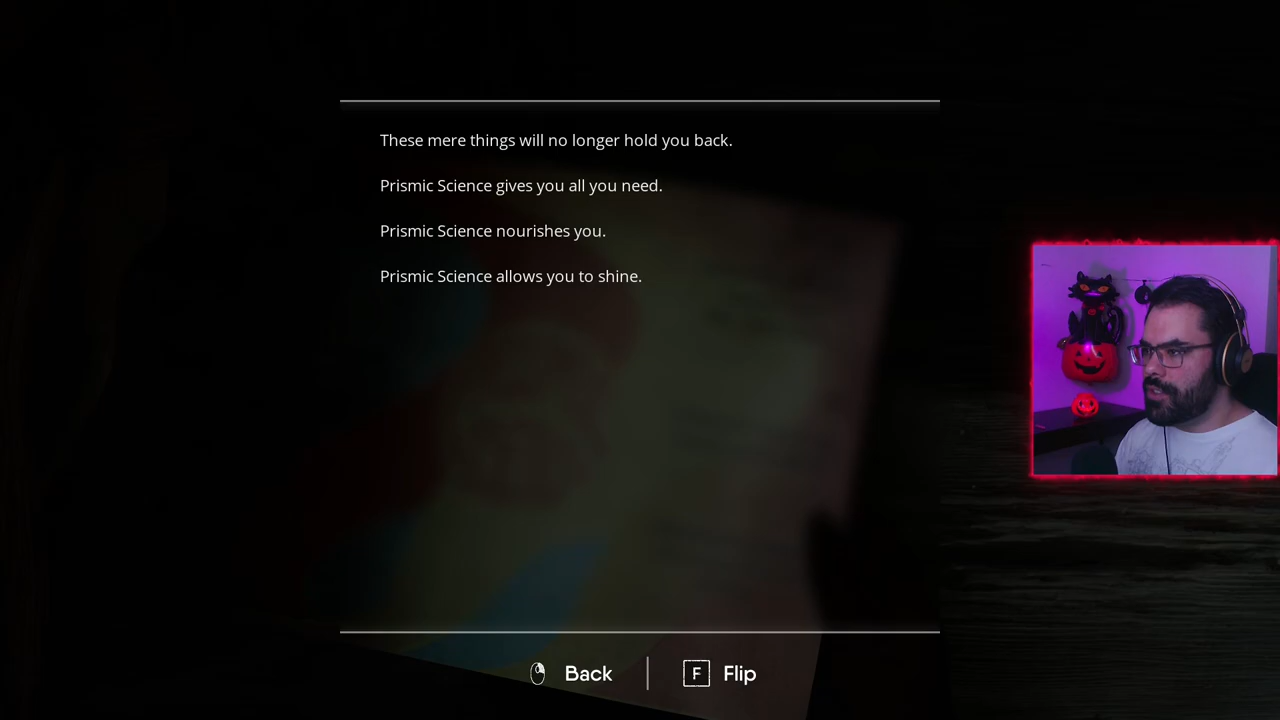 These mere things will no longer hold you back.
Prismic Science gives you all you need.
Prismic Science nourishes you.
Prismic Science allows you to shine.
Back
F
Flip